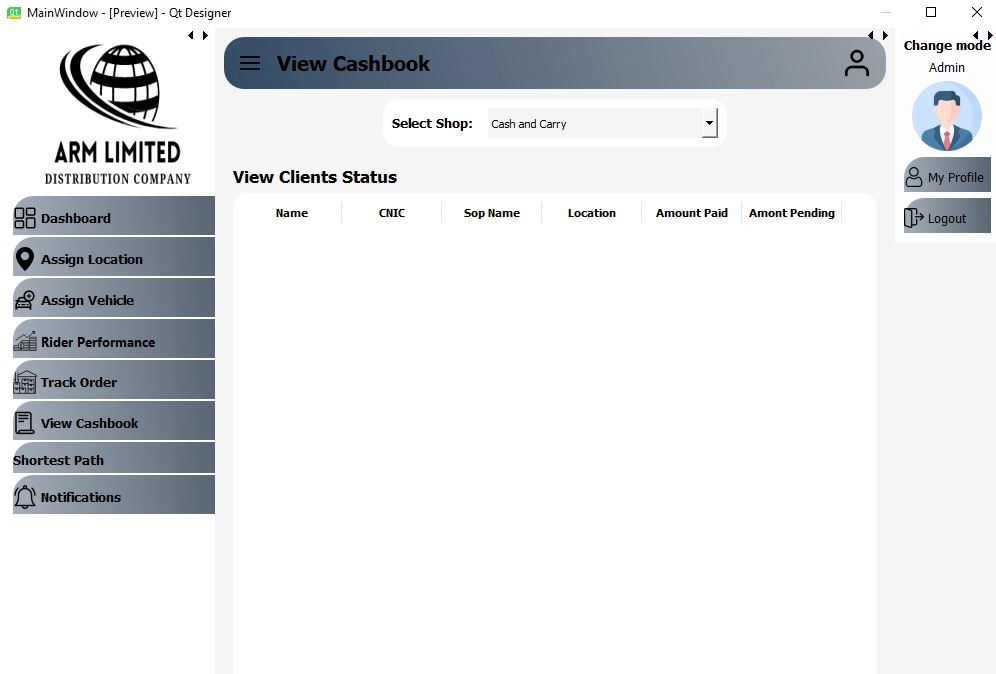 MainWindow - [Preview] - Qt Designer
ARM LIMITED
DISTRIBUTION COMPANY
Dashboard
Assign Location
Assign Vehicle
Rider Performance
Track Order
View Cashbook
Shortest Path
Notifications
View Cashbook
Select Shop: Cash and Carry
View Clients Status
Name CNIC Sop Name Location Amount Paid Amont Pending
Change mode
Admin
My Profile
Logout